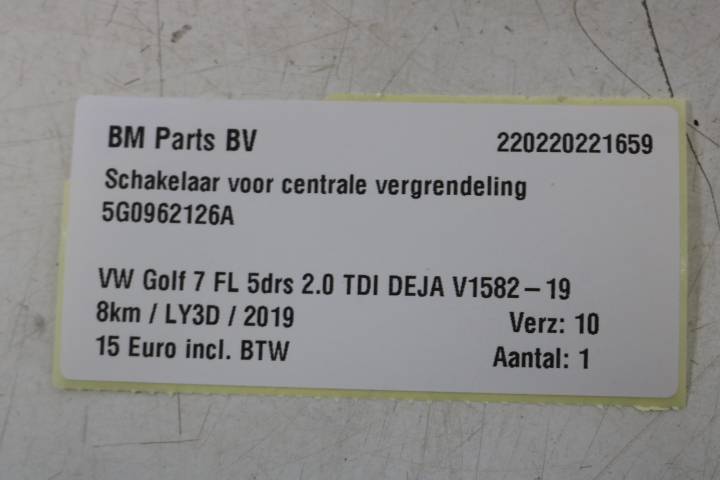 BM Parts BV 220220221659
Schakelaar voor centrale vergrendeling
5G0962126A
VW Golf 7 FL 5drs 2.0 TDI DEJA V1582-19
8km / LY3D / 2019 Verz: 10
15 Euro incl. BTW Aantal: 1